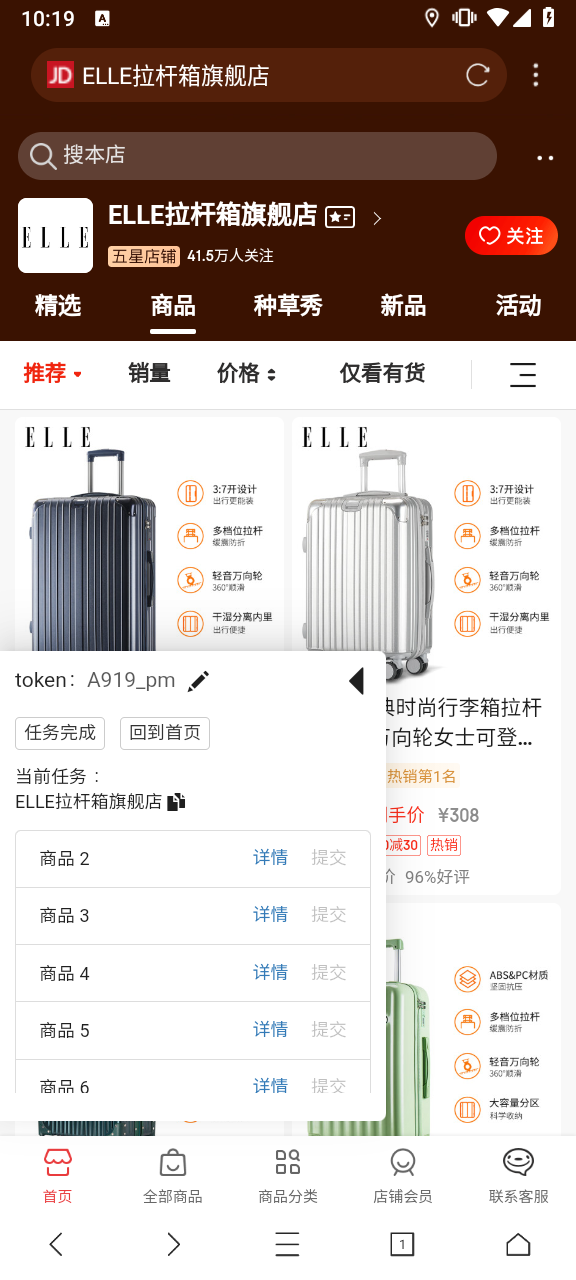 10:19
A
JD ELLE拉杆箱旗舰店
搜本店
ELLE
ELLE拉杆箱旗舰店
五星店铺 41.5万人关注
关注
精选 商品 种草秀 新品 活动
推荐 销量 价格 仅看有货
ELLE
3:7开设计
出行更能装
多档位拉杆
缓震防折
轻音万向轮
360°顺滑
干湿分离内里
出行便捷
ELLE
3:7开设计
出行更能装
多档位拉杆
缓震防折
轻音万向轮
360°顺滑
干湿分离内里
出行便捷
典时尚行李箱拉杆
万向轮女士可登...
热销第1名
到手价 ¥308
0减30 热销
价 96%好评
token: A919_pm
任务完成 回到首页
当前任务：
ELLE拉杆箱旗舰店
商品 2 详情 提交
商品 3 详情 提交
商品 4 详情 提交
商品 5 详情 提交
商品 6 详情 提交
ABS&PC材质
坚固抗压
多档位拉杆
缓震防折
轻音万向轮
360°顺滑
大容量分区
科学收纳
首页 全部商品 商品分类 店铺会员 联系客服
1